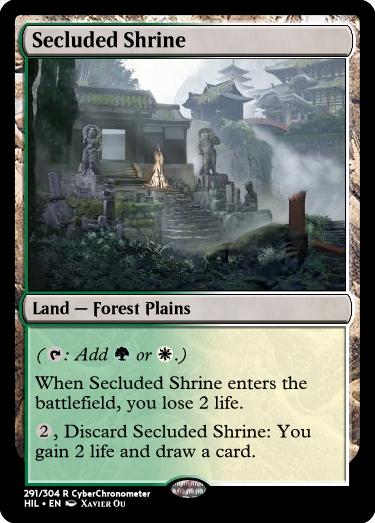 Secluded Shrine
Land — Forest Plains
( : Add or .)
When Secluded Shrine enters the
battlefield, you lose 2 life.
2, Discard Secluded Shrine: You
gain 2 life and draw a card.
291/304 R CyberChronometer
HIL • EN Xavier Ou